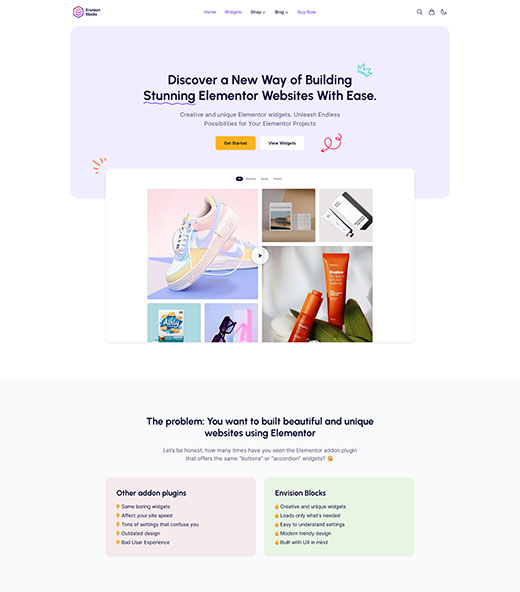 Envision
Blocks
Home Widgets Shop Blog Buy Now
Discover a New Way of Building
Stunning Elementor Websites With Ease.
Creative and unique Elementor widgets. Unleash Endless
Possibilities for Your Elementor Projects
Get Started View Widgets
All Branding Design Product
The problem: You want to built beautiful and unique
websites using Elementor
Let's be honest, how many times have you seen the Elementor addon plugin
that offers the same "buttons" or "accordion" widgets?
Other addon plugins
Same boring widgets
Affect your site speed
Tons of settings that confuse you
Outdated design
Bad User Experience
Envision Blocks
Creative and unique widgets
Loads only what's needed
Easy to understand settings
Modern trendy design
Built with UX in mind